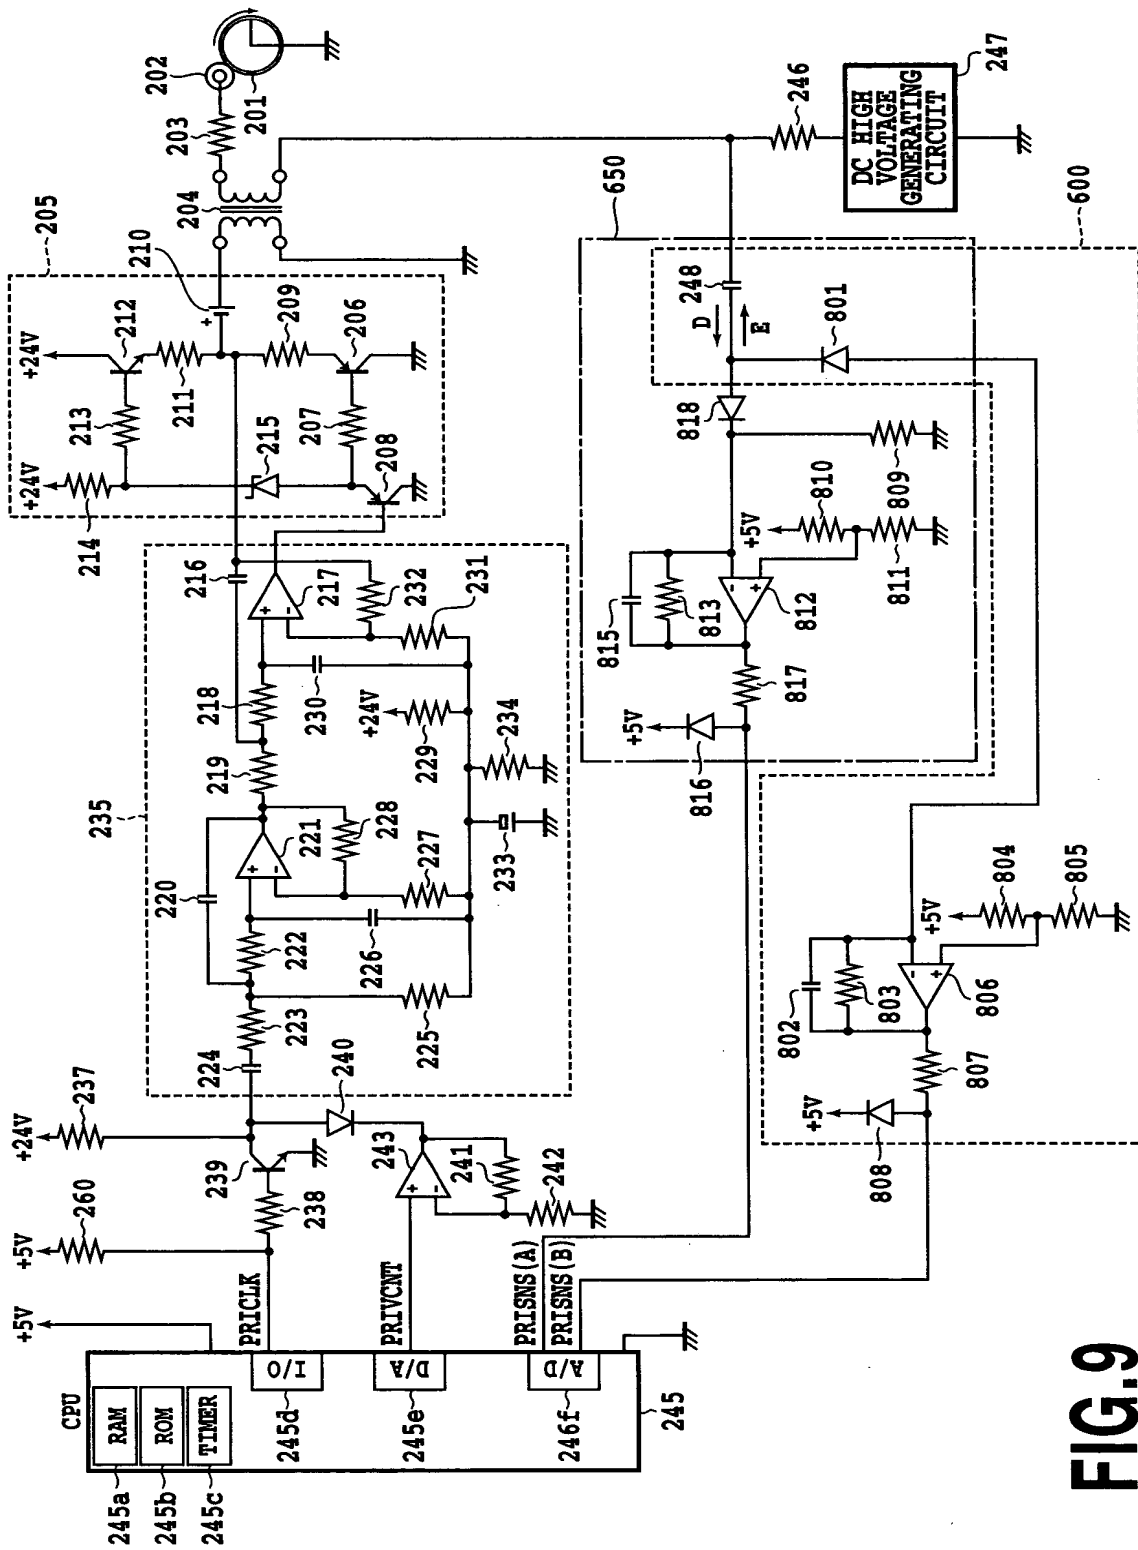 CPU
RAM
ROM
TIMER
245a
245b
245c
I/O
245d
D/A
245e
A/D
246f
245
+5V
PRICLK
PRIVCNT
PRISNS(A)
PRISNS(B)
+5V
260
+24V
237
238
239
240
243
241
242
235
224
223
222
220
221
225
226
228
227
219
218
216
217
230
232
231
+24V
229
233
234
205
+24V
214
213
+24V
212
211
210
+
215
207
208
209
206
204
203
202
201
+
-
+
-
+
-
650
600
246
DC HIGH
VOLTAGE
GENERATING
CIRCUIT
247
248
D
E
801
818
809
+5V
810
811
815
813
-
+
812
817
+5V
816
+5V
804
805
802
803
-
+
806
807
+5V
808
FIG.9